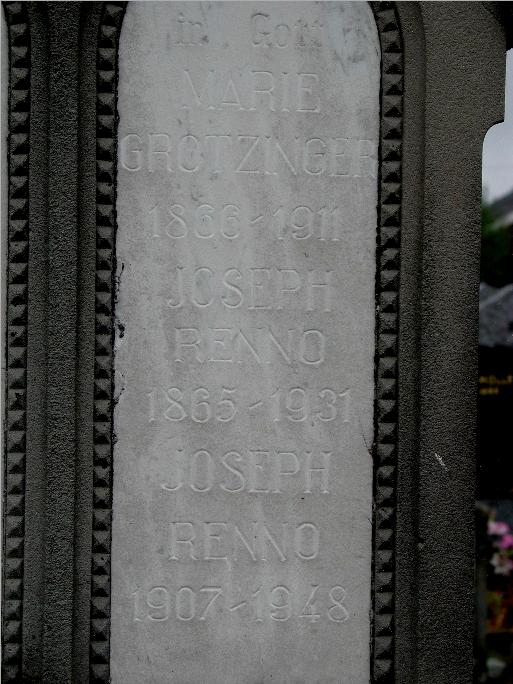 in Gott
MARIE
GROTZINGER
1866-1911
JOSEPH
RENNO
1865-1931
JOSEPH
RENNO
1907-1948